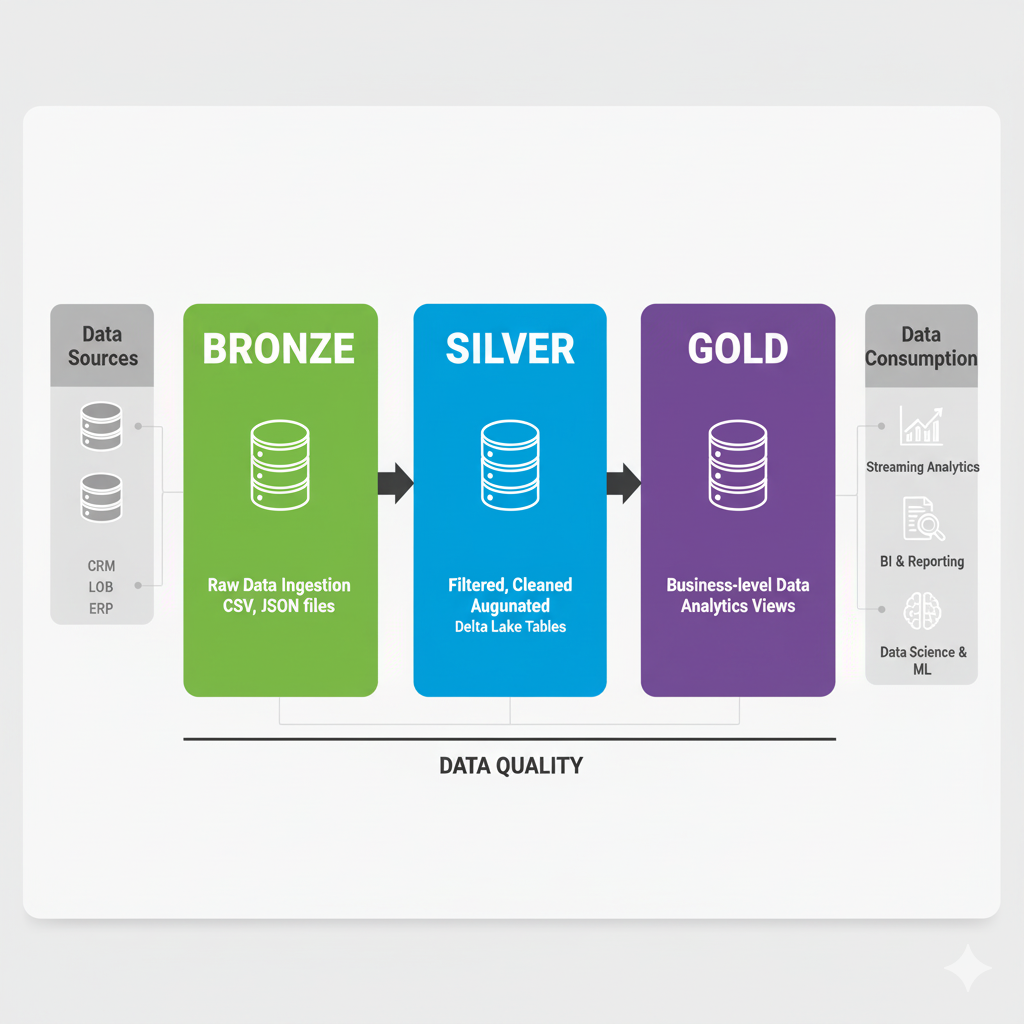 Data
Sources
CRM
LOB
ERP
BRONZE
Raw Data Ingestion
CSV, JSON files
SILVER
Filtered, Cleaned
Augunated
Delta Lake Tables
GOLD
Business-level Data
Analytics Views
Data
Consumption
Streaming Analytics
BI & Reporting
Data Science &
ML
DATA QUALITY